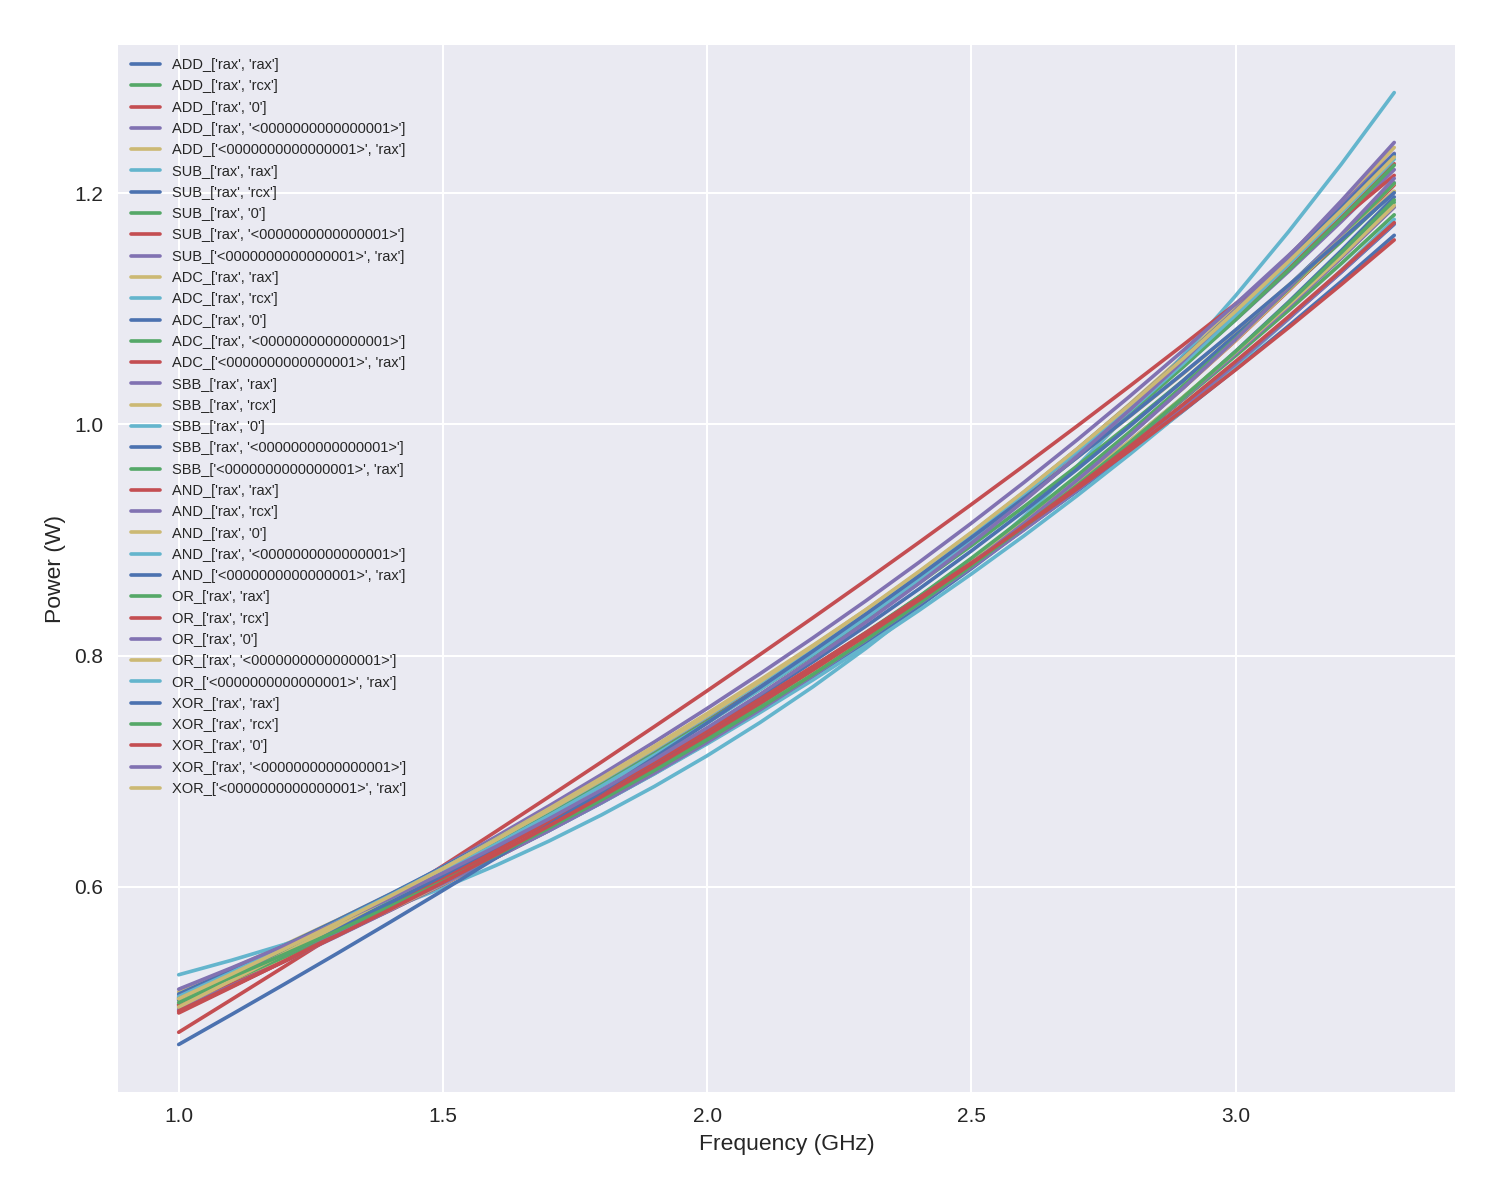 ADD_['rax', 'rax']
ADD_['rax', 'rcx']
ADD_['rax', '0']
ADD_['rax', '<0000000000000001>']
ADD_['<0000000000000001>', 'rax']
SUB_['rax', 'rax']
SUB_['rax', 'rcx']
SUB_['rax', '0']
SUB_['rax', '<0000000000000001>']
SUB_['<0000000000000001>', 'rax']
ADC_['rax', 'rax']
ADC_['rax', 'rcx']
ADC_['rax', '0']
ADC_['rax', '<0000000000000001>']
ADC_['<0000000000000001>', 'rax']
SBB_['rax', 'rax']
SBB_['rax', 'rcx']
SBB_['rax', '0']
SBB_['rax', '<0000000000000001>']
SBB_['<0000000000000001>', 'rax']
AND_['rax', 'rax']
AND_['rax', 'rcx']
AND_['rax', '0']
AND_['rax', '<0000000000000001>']
AND_['<0000000000000001>', 'rax']
OR_['rax', 'rax']
OR_['rax', 'rcx']
OR_['rax', '0']
OR_['rax', '<0000000000000001>']
OR_['<0000000000000001>', 'rax']
XOR_['rax', 'rax']
XOR_['rax', 'rcx']
XOR_['rax', '0']
XOR_['rax', '<0000000000000001>']
XOR_['<0000000000000001>', 'rax']
1.2
1.0
0.8
0.6
Power (W)
1.0 1.5 2.0 2.5 3.0
Frequency (GHz)